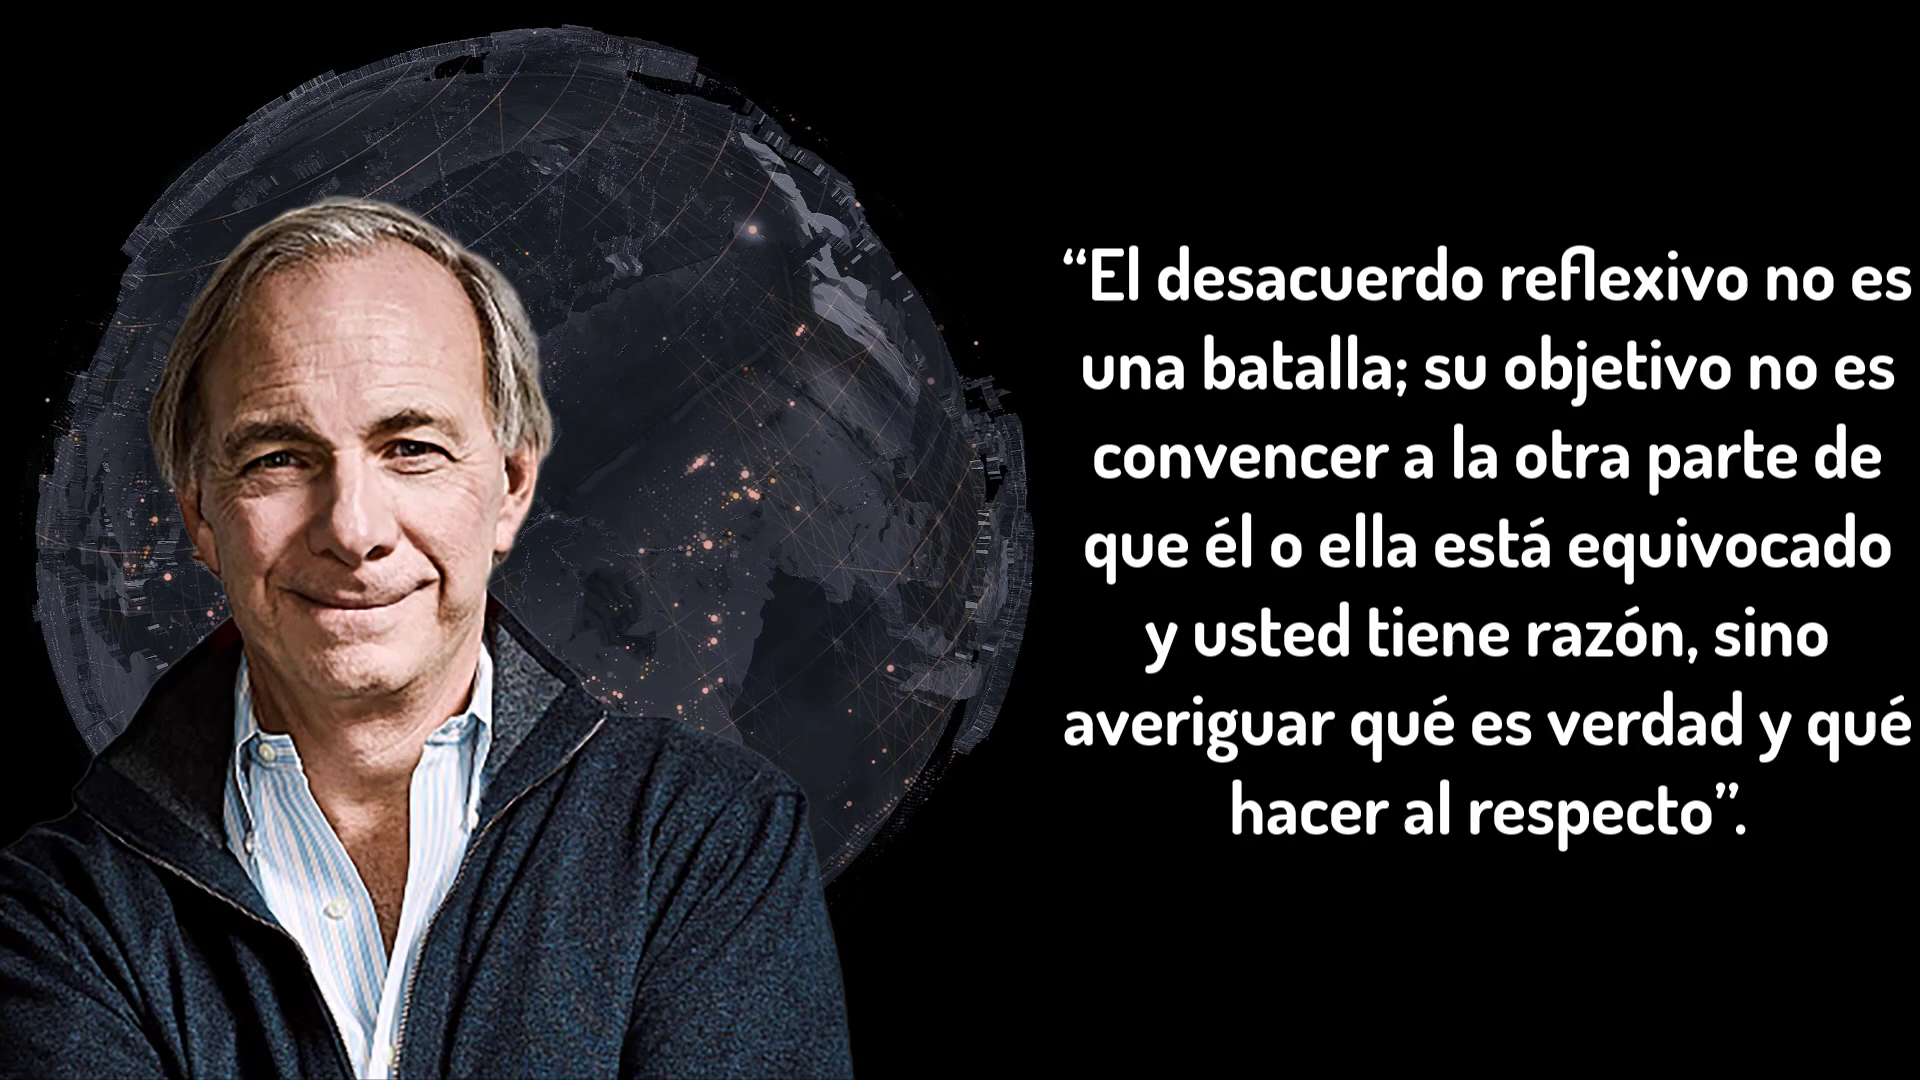 “El desacuerdo reflexivo no es
una batalla; su objetivo no es
convencer a la otra parte de
que él o ella está equivocado
y usted tiene razón, sino
averiguar qué es verdad y qué
hacer al respecto”.